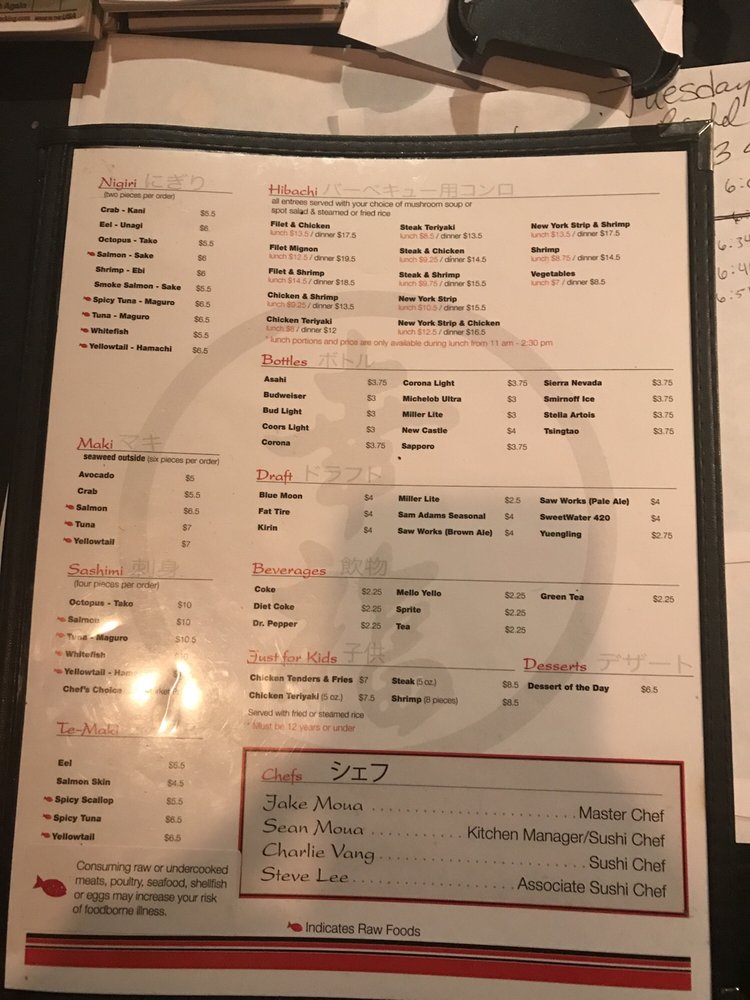 Again
Tuesday
3
6:0
6:34
6:4
6:5
Nigiri にぎり
(two pieces per order)
Crab - Kani $5.5
Eel - Unagi $6
Octopus - Tako $5.5
Salmon - Sake $6
Shrimp - Ebi $6
Smoke Salmon - Sake $5.5
Spicy Tuna - Maguro $6.5
Tuna - Maguro $6.5
Whitefish $5.5
Yellowtail - Hamachi $6.5
Maki マキ
seaweed outside (six pieces per order)
Avocado $5
Crab $5.5
Salmon $6.5
Tuna $7
Yellowtail $7
Sashimi 刺身
(four pieces per order)
Octopus - Tako $10
Salmon $10
Tuna - Maguro $10.5
Whitefish
Yellowtail -
Chef's Choice
Te-Maki
Eel $6.5
Salmon Skin $4.5
Spicy Scallop $5.5
Spicy Tuna $6.5
Yellowtail $6.5
Consuming raw or undercooked
meats, poultry, seafood, shellfish
or eggs may increase your risk
of foodborne illness.
Hibachi バーベキュー用コンロ
all entrees served with your choice of mushroom soup or
spot salad & steamed or fried rice
Filet & Chicken
lunch $13.5 / dinner $17.5
Filet Mignon
lunch $12.5 / dinner $19.5
Filet & Shrimp
lunch $14.5 / dinner $18.5
Chicken & Shrimp
lunch $9.25 / dinner $13.5
Chicken Teriyaki
lunch $8 / dinner $12
Steak Teriyaki
lunch $8.5 / dinner $13.5
Steak & Chicken
lunch $9.25 / dinner $14.5
Steak & Shrimp
lunch $9.75 / dinner $15.5
New York Strip
lunch $10.5 / dinner $15.5
New York Strip & Chicken
lunch $12.5 / dinner $16.5
New York Strip & Shrimp
lunch $13.5 / dinner $17.5
Shrimp
lunch $8.75 / dinner $14.5
Vegetables
lunch $7 / dinner $8.5
* lunch portions and price are only available during lunch from 11 am - 2:30 pm
Bottles ボトル
Asahi $3.75
Budweiser $3
Bud Light $3
Coors Light $3
Corona $3.75
Corona Light $3.75
Michelob Ultra $3
Miller Lite $3
New Castle $4
Sapporo $3.75
Sierra Nevada $3.75
Smirnoff Ice $3.75
Stella Artois $3.75
Tsingtao $3.75
Draft ドラフト
Blue Moon $4
Fat Tire $4
Kirin $4
Miller Lite $2.5
Sam Adams Seasonal $4
Saw Works (Brown Ale) $4
Saw Works (Pale Ale) $4
SweetWater 420 $4
Yuengling $2.75
Beverages 飲物
Coke $2.25
Diet Coke $2.25
Dr. Pepper $2.25
Mello Yello $2.25
Sprite $2.25
Tea $2.25
Green Tea $2.25
Just for Kids 子供
Chicken Tenders & Fries $7
Chicken Teriyaki (5 oz.) $7.5
Steak (5 oz.) $8.5
Shrimp (8 pieces) $8.5
Served with fried or steamed rice
* Must be 12 years or under
Desserts デザート
Dessert of the Day $6.5
Chefs シェフ
Jake Moua ........................ Master Chef
Sean Moua ............ Kitchen Manager/Sushi Chef
Charlie Vang ........................ Sushi Chef
Steve Lee .................. Associate Sushi Chef
Indicates Raw Foods